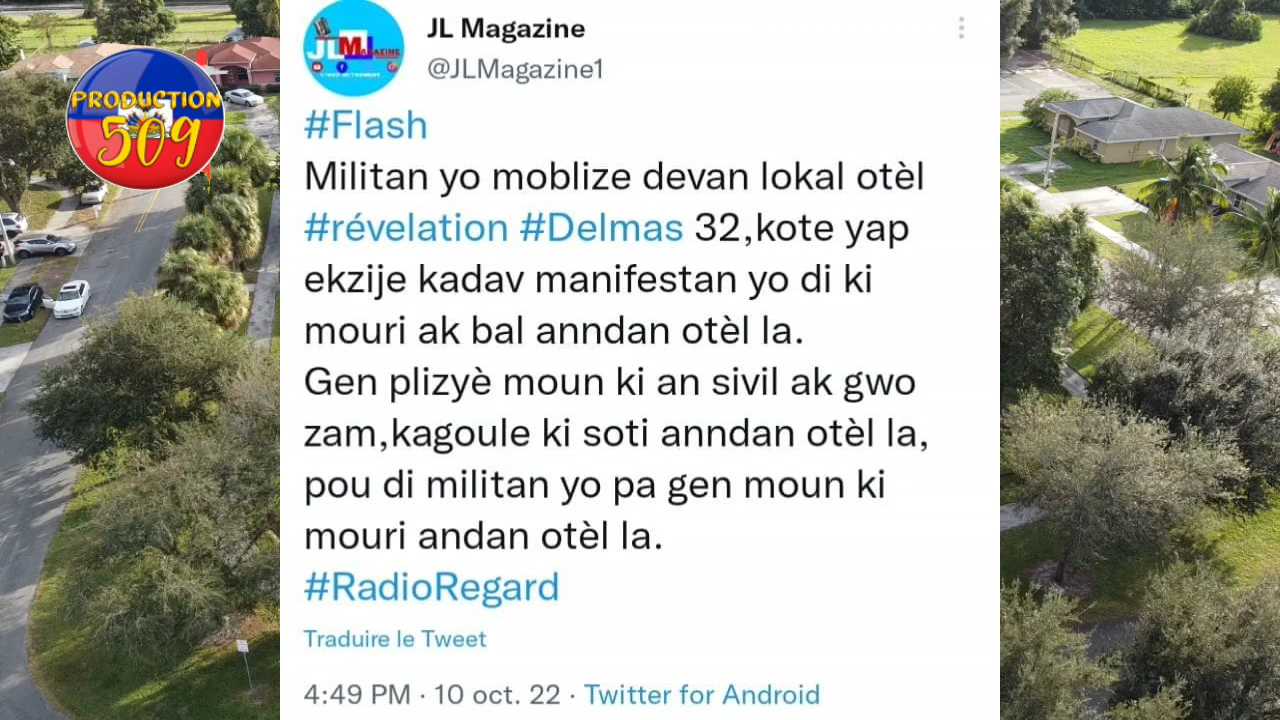 PRODUCTION
509
JL Magazine
@JLMagazine1
#Flash
Militan yo moblize devan lokal otèl
#révelation #Delmas 32,kote yap
ekzije kadav manifestan yo di ki
mouri ak bal anndan otèl la.
Gen plizyè moun ki an sivil ak gwo
zam,kagoule ki soti anndan otèl la,
pou di militan yo pa gen moun ki
mouri andan otèl la.
#RadioRegard
Traduire le Tweet
4:49 PM · 10 oct. 22 · Twitter for Android